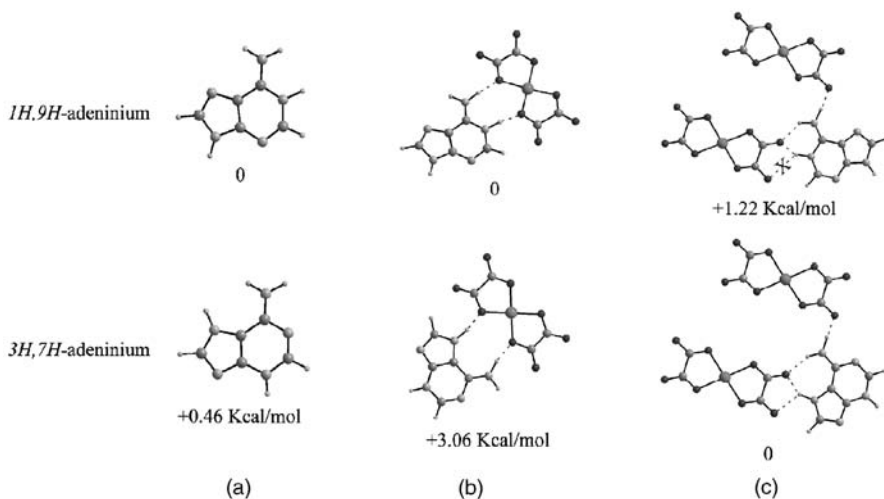 1H,9H-adeninium
0
0
+1.22 Kcal/mol
3H,7H-adeninium
+0.46 Kcal/mol
+3.06 Kcal/mol
0
(a)
(b)
(c)